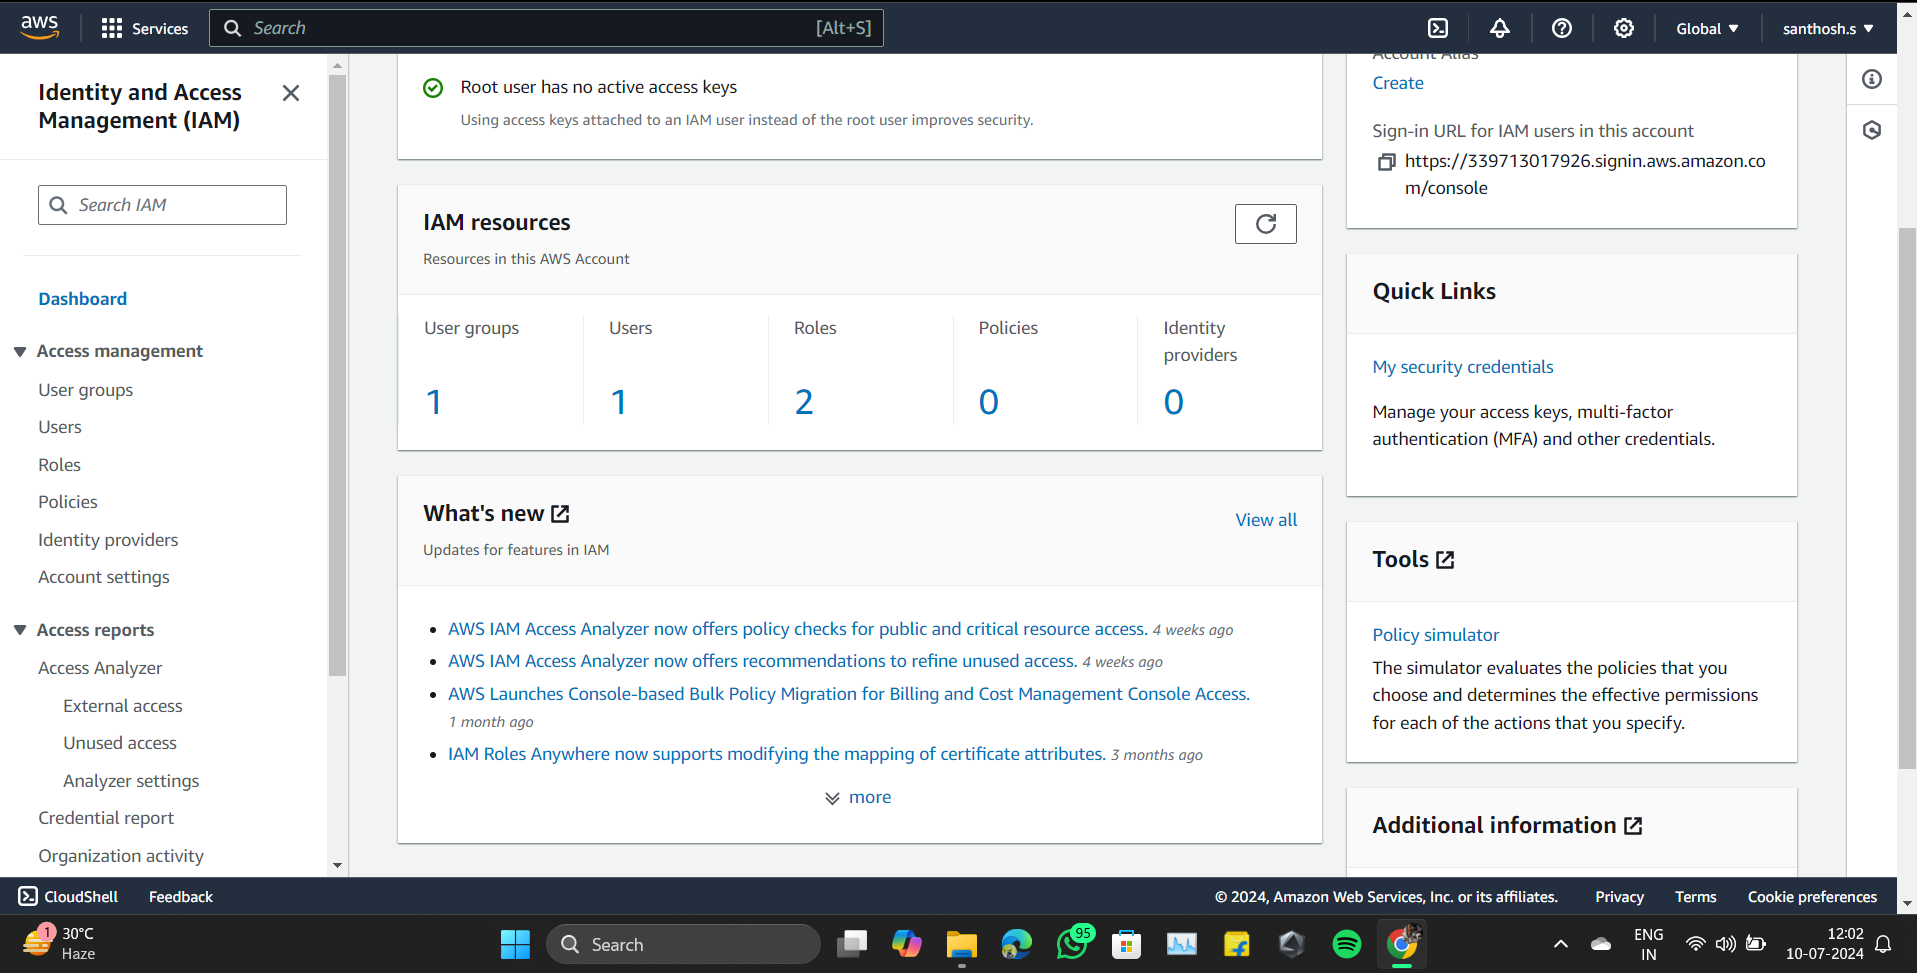 aws
Services
Search
[Alt+S]
Global
santhosh.s
Identity and Access
Management (IAM)
Search IAM
Dashboard
Access management
User groups
Users
Roles
Policies
Identity providers
Account settings
Access reports
Access Analyzer
External access
Unused access
Analyzer settings
Credential report
Organization activity
Root user has no active access keys
Using access keys attached to an IAM user instead of the root user improves security.
IAM resources
Resources in this AWS Account
User groups
1
Users
1
Roles
2
Policies
0
Identity
providers
0
What's new
View all
Updates for features in IAM
AWS IAM Access Analyzer now offers policy checks for public and critical resource access. 4 weeks ago
AWS IAM Access Analyzer now offers recommendations to refine unused access. 4 weeks ago
AWS Launches Console-based Bulk Policy Migration for Billing and Cost Management Console Access.
1 month ago
IAM Roles Anywhere now supports modifying the mapping of certificate attributes. 3 months ago
more
Account Alias
Create
Sign-in URL for IAM users in this account
https://339713017926.signin.aws.amazon.co
m/console
Quick Links
My security credentials
Manage your access keys, multi-factor
authentication (MFA) and other credentials.
Tools
Policy simulator
The simulator evaluates the policies that you
choose and determines the effective permissions
for each of the actions that you specify.
Additional information
CloudShell
Feedback
© 2024, Amazon Web Services, Inc. or its affiliates.
Privacy
Terms
Cookie preferences
1
30°C
Haze
Search
95
ENG
IN
12:02
10-07-2024